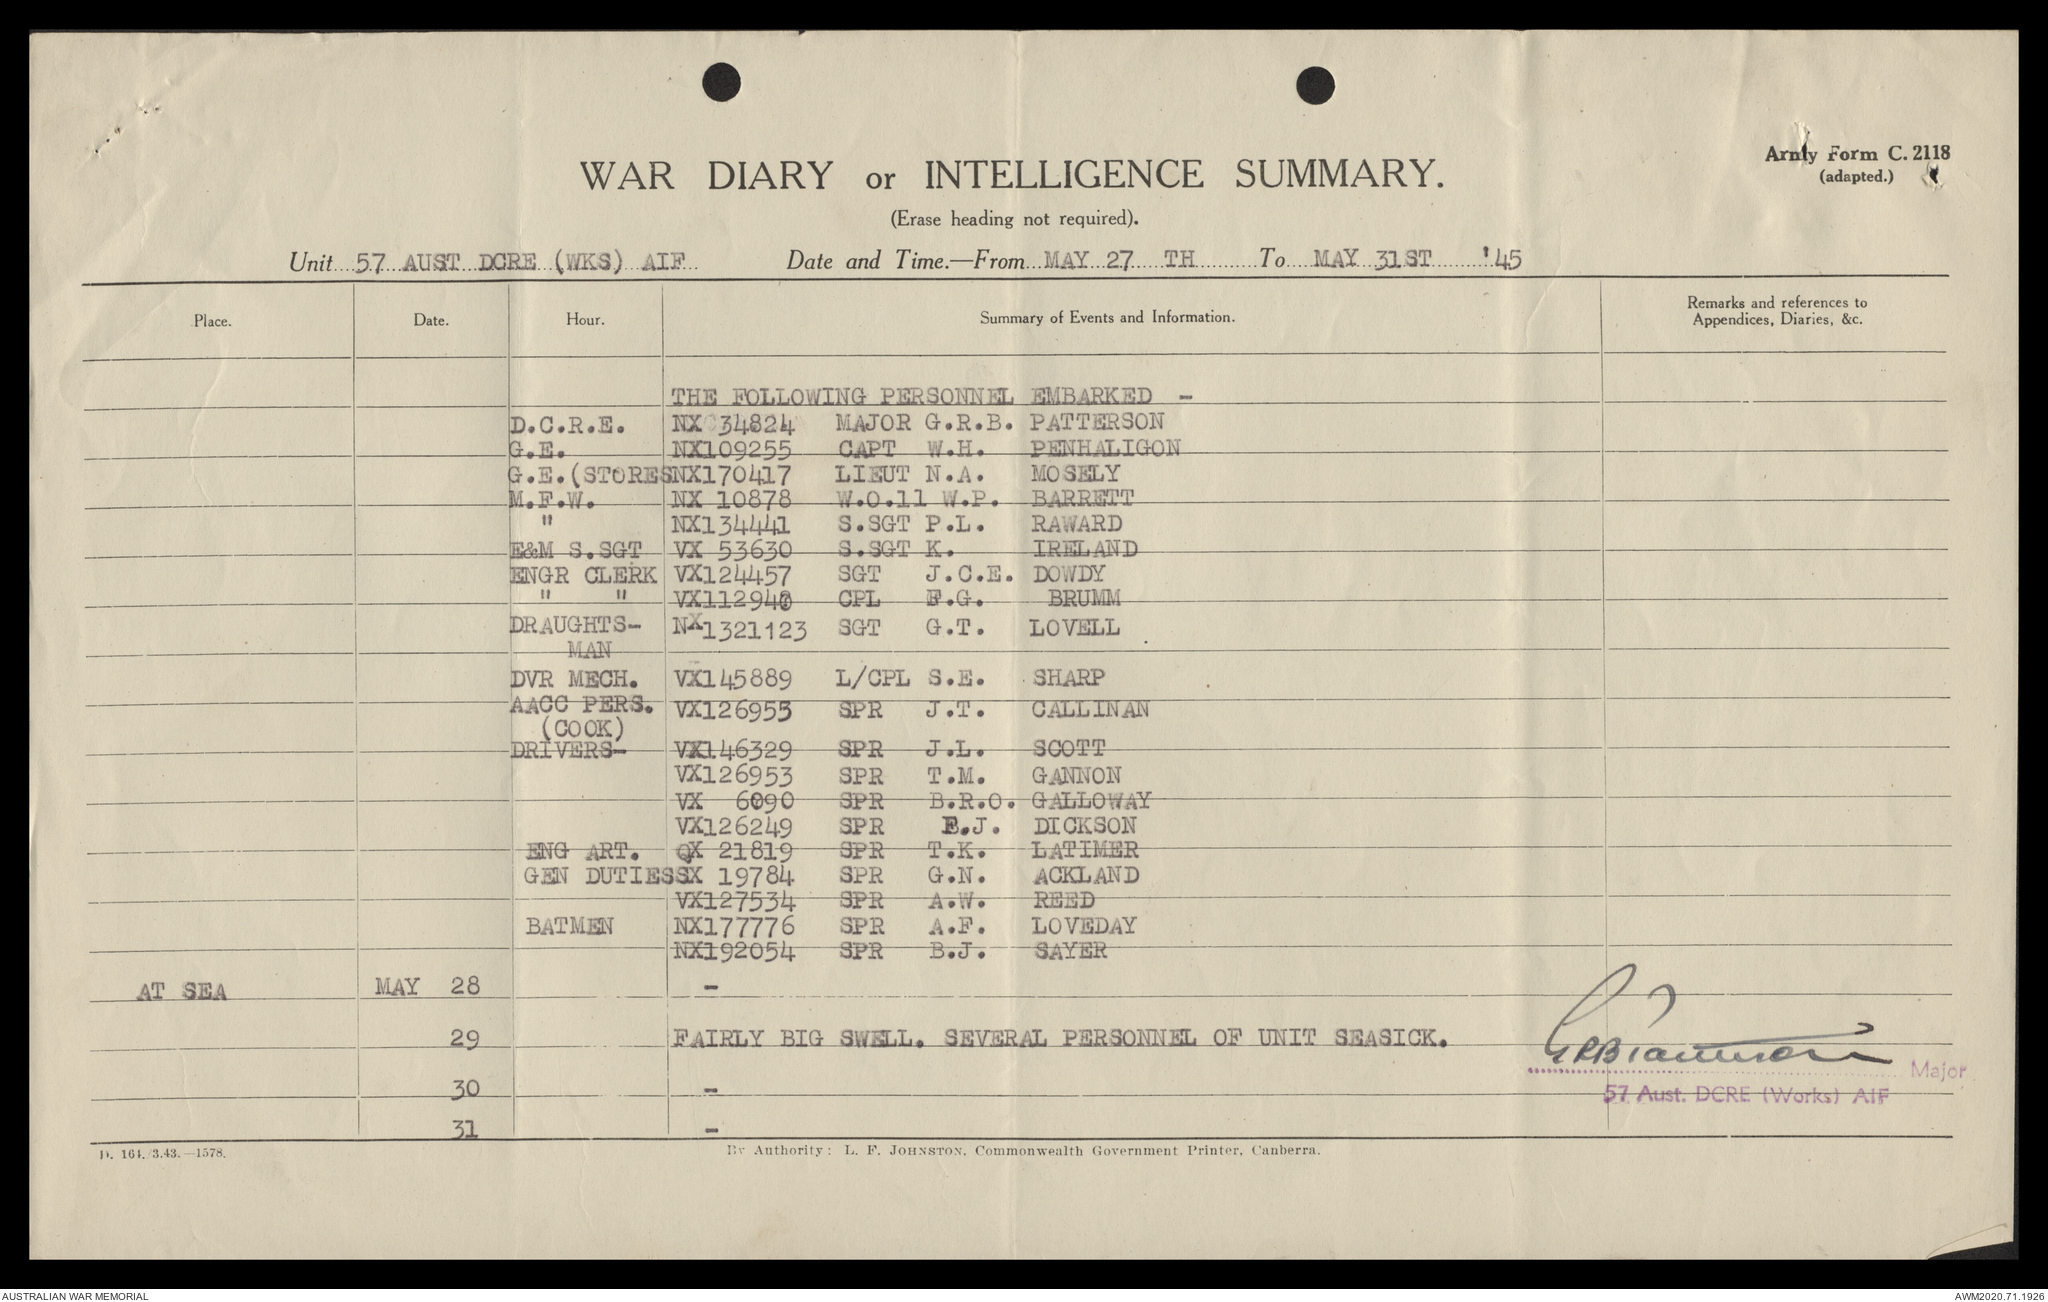 Army Form C. 2118
(adapted.)
WAR DIARY or INTELLIGENCE SUMMARY.
(Erase heading not required).
Unit 57 AUST DCRE (WKS) AIF Date and Time.—From MAY 27 TH To MAY 31ST '45
Place. Date. Hour. Summary of Events and Information. Remarks and references to
Appendices, Diaries, &c.
THE FOLLOWING PERSONNEL EMBARKED -
D.C.R.E. NX 34824 MAJOR G.R.B. PATTERSON
G.E. NX109255 CAPT W.H. PENHALIGON
G.E.(STORES NX170417 LIEUT N.A. MOSELY
M.F.W. NX 10878 W.O.11 W.P. BARRETT
" NX134441 S.SGT P.L. RAWARD
E&M S.SGT VX 53630 S.SGT K. IRELAND
ENGR CLERK VX124457 SGT J.C.E. DOWDY
" " CPL F.G. BRUMM
DRAUGHTS- NX1321123 SGT G.T. LOVELL
MAN
DVR MECH. VX145889 L/CPL S.E. SHARP
AACC PERS. VX126955 SPR J.T. CALLINAN
(COOK)
DRIVERS- VX146329 SPR J.L. SCOTT
VX126953 SPR T.M. GANNON
VX 6090 SPR B.R.O. GALLOWAY
VX126249 SPR E.J. DICKSON
ENG ART. QX 21819 SPR T.K. LATIMER
GEN DUTIES SX 19784 SPR G.N. ACKLAND
VX127534 SPR A.W. REED
BATMEN NX177776 SPR A.F. LOVEDAY
NX192054 SPR B.J. SAYER
AT SEA MAY 28 -
29 FAIRLY BIG SWELL. SEVERAL PERSONNEL OF UNIT SEASICK.
GRB Patterson
Major
30 -
57 Aust. DCRE (Works) AIF
31 -
D. 164/3.43.—1578. By Authority: L. F. JOHNSTON, Commonwealth Government Printer, Canberra.
AUSTRALIAN WAR MEMORIAL AWM2020.71.1926